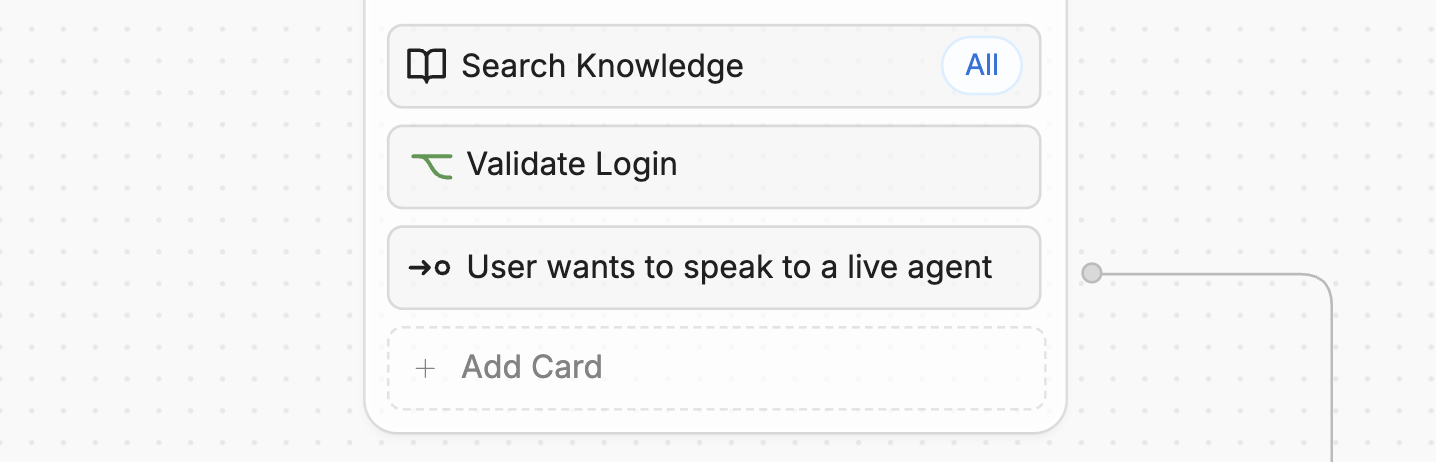 Search Knowledge All
Validate Login
User wants to speak to a live agent
+ Add Card